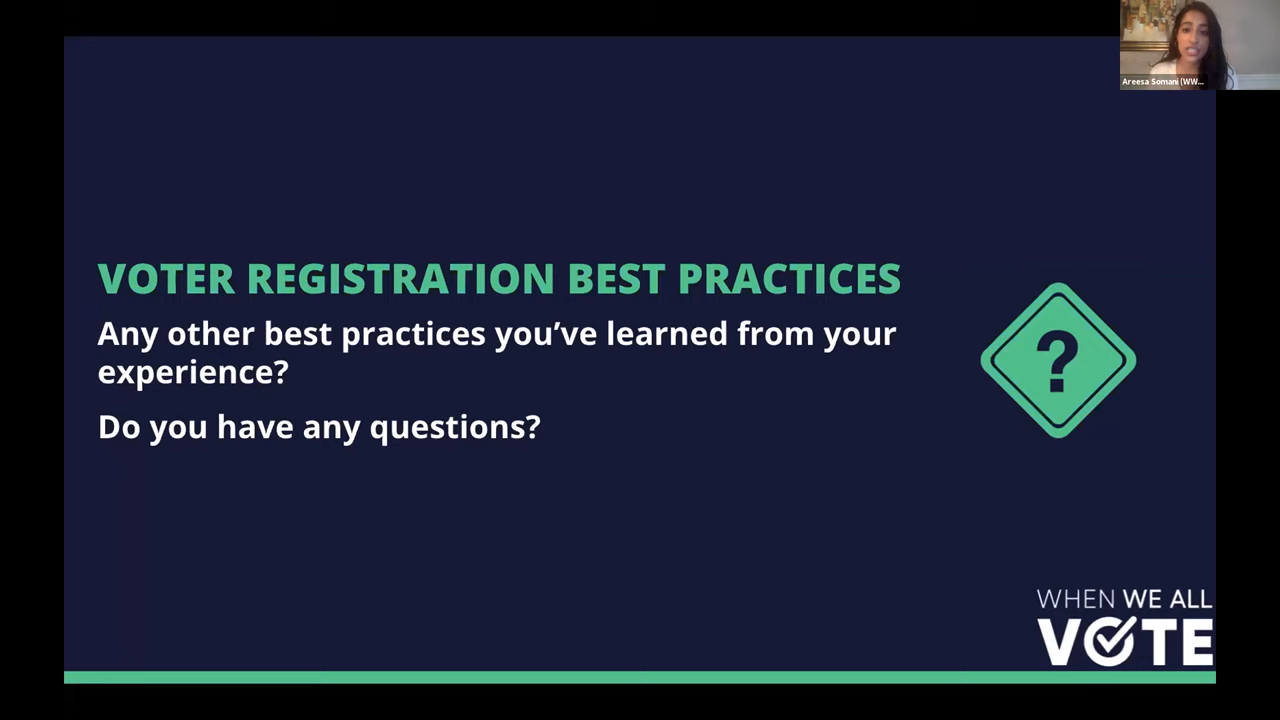 Areesa Somani (WW...
VOTER REGISTRATION BEST PRACTICES
Any other best practices you’ve learned from your
experience?
Do you have any questions?
?
WHEN WE ALL
VOTE